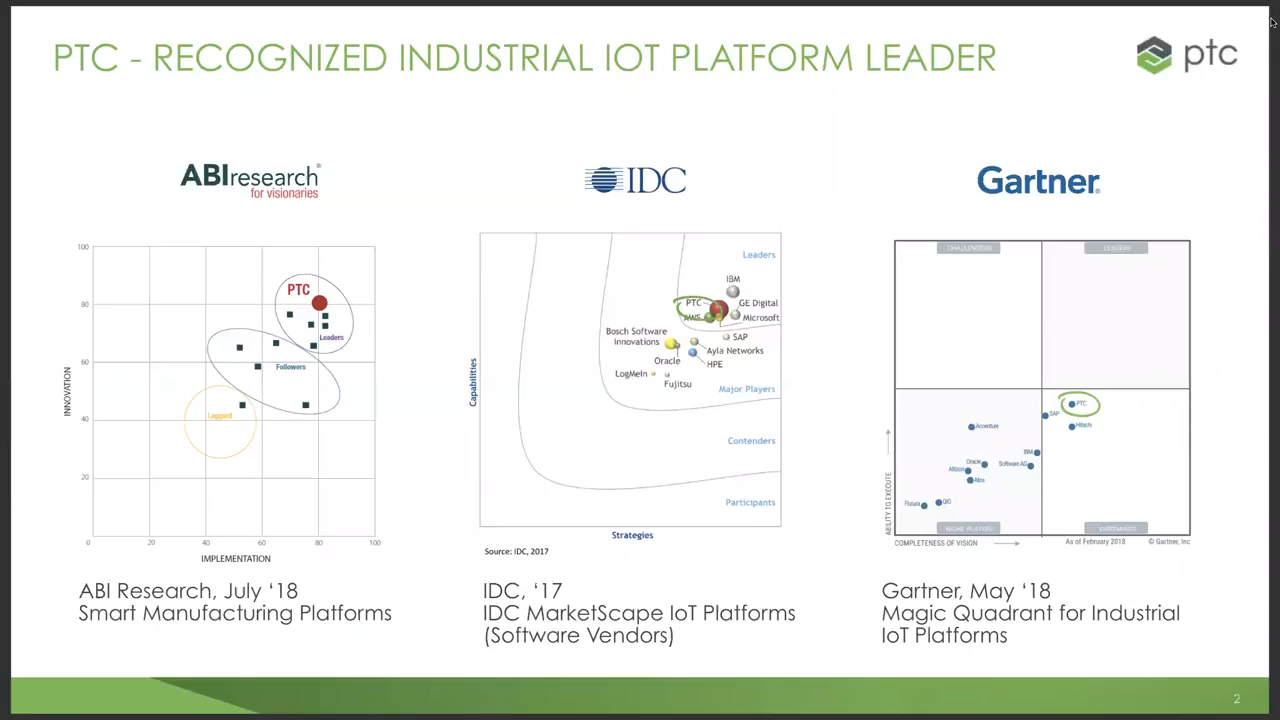 PTC - RECOGNIZED INDUSTRIAL IOT PLATFORM LEADER
ptc
ABIresearch®
for visionaries
IDC
Gartner
100
80
60
40
20
0
20
40
60
80
100
INNOVATION
IMPLEMENTATION
PTC
Leaders
Followers
Laggard
Capabilities
Strategies
Leaders
IBM
PTC
GE Digital
AWS
Microsoft
Bosch Software
Innovations
SAP
Oracle
Ayla Networks
HPE
LogMeIn
Fujitsu
Major Players
Contenders
Participants
Source: IDC, 2017
CHALLENGERS
LEADERS
PTC
SAP
Hitachi
Accenture
IBM
Oracle
Software AG
Altizon
Atos
Flutura
QiO
NICHE PLAYERS
VISIONARIES
ABILITY TO EXECUTE
COMPLETENESS OF VISION
As of February 2018
© Gartner, Inc
ABI Research, July ‘18
Smart Manufacturing Platforms
IDC, ‘17
IDC MarketScape IoT Platforms
(Software Vendors)
Gartner, May ‘18
Magic Quadrant for Industrial
IoT Platforms
2